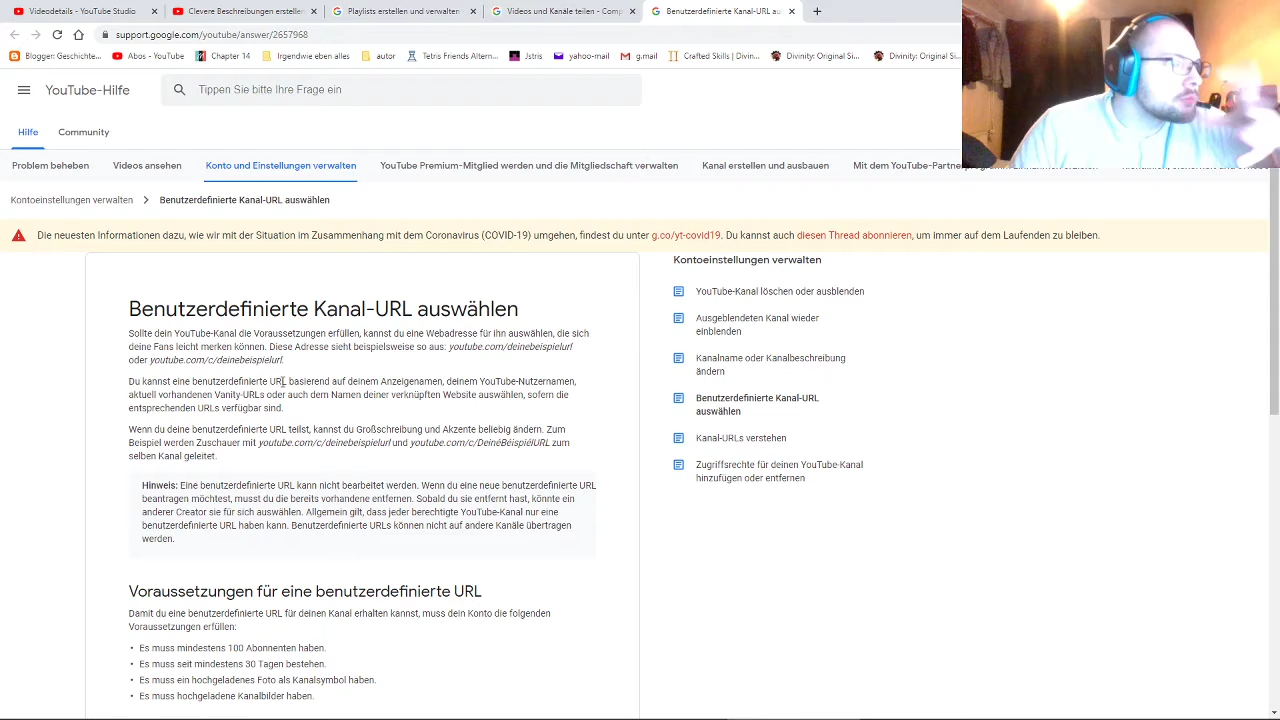 Videodetails - YouTube Studio
Clevere Beschreibungen erstelle
Playlists erstellen und verwalte
Videos und Kanäle teilen - Comp
Benutzerdefinierte Kanal-URL au
support.google.com/youtube/answer/2657968
Blogger: Geschichte...
Abos - YouTube
Chapter 14
Irgendwie eben alles
autor
Tetris Friends Altern...
Jstris
yahoo-mail
g.mail
Crafted Skills | Divin...
Divinity: Original Si...
Divinity: Original Si...
YouTube-Hilfe
Tippen Sie bitte Ihre Frage ein
Hilfe
Community
Problem beheben
Videos ansehen
Konto und Einstellungen verwalten
YouTube Premium-Mitglied werden und die Mitgliedschaft verwalten
Kanal erstellen und ausbauen
Mit dem YouTube-Partne
Kontoeinstellungen verwalten
Benutzerdefinierte Kanal-URL auswählen
Die neuesten Informationen dazu, wie wir mit der Situation im Zusammenhang mit dem Coronavirus (COVID-19) umgehen, findest du unter g.co/yt-covid19. Du kannst auch diesen Thread abonnieren, um immer auf dem Laufenden zu bleiben.
Benutzerdefinierte Kanal-URL auswählen
Sollte dein YouTube-Kanal die Voraussetzungen erfüllen, kannst du eine Webadresse für ihn auswählen, die sich
deine Fans leicht merken können. Diese Adresse sieht beispielsweise so aus: youtube.com/deinebeispielurl
oder youtube.com/c/deinebeispielurl.
Du kannst eine benutzerdefinierte URL basierend auf deinem Anzeigenamen, deinem YouTube-Nutzernamen,
aktuell vorhandenen Vanity-URLs oder auch dem Namen deiner verknüpften Website auswählen, sofern die
entsprechenden URLs verfügbar sind.
Wenn du deine benutzerdefinierte URL teilst, kannst du Großschreibung und Akzente beliebig ändern. Zum
Beispiel werden Zuschauer mit youtube.com/c/deinebeispielurl und youtube.com/c/DeinéBéispiélURL zum
selben Kanal geleitet.
Hinweis: Eine benutzerdefinierte URL kann nicht bearbeitet werden. Wenn du eine neue benutzerdefinierte URL
beantragen möchtest, musst du die bereits vorhandene entfernen. Sobald du sie entfernt hast, könnte ein
anderer Creator sie für sich auswählen. Allgemein gilt, dass jeder berechtigte YouTube-Kanal nur eine
benutzerdefinierte URL haben kann. Benutzerdefinierte URLs können nicht auf andere Kanäle übertragen
werden.
Voraussetzungen für eine benutzerdefinierte URL
Damit du eine benutzerdefinierte URL für deinen Kanal erhalten kannst, muss dein Konto die folgenden
Voraussetzungen erfüllen:
• Es muss mindestens 100 Abonnenten haben.
• Es muss seit mindestens 30 Tagen bestehen.
• Es muss ein hochgeladenes Foto als Kanalsymbol haben.
• Es muss hochgeladene Kanalbilder haben.
Kontoeinstellungen verwalten
YouTube-Kanal löschen oder ausblenden
Ausgeblendeten Kanal wieder
einblenden
Kanalname oder Kanalbeschreibung
ändern
Benutzerdefinierte Kanal-URL
auswählen
Kanal-URLs verstehen
Zugriffsrechte für deinen YouTube-Kanal
hinzufügen oder entfernen